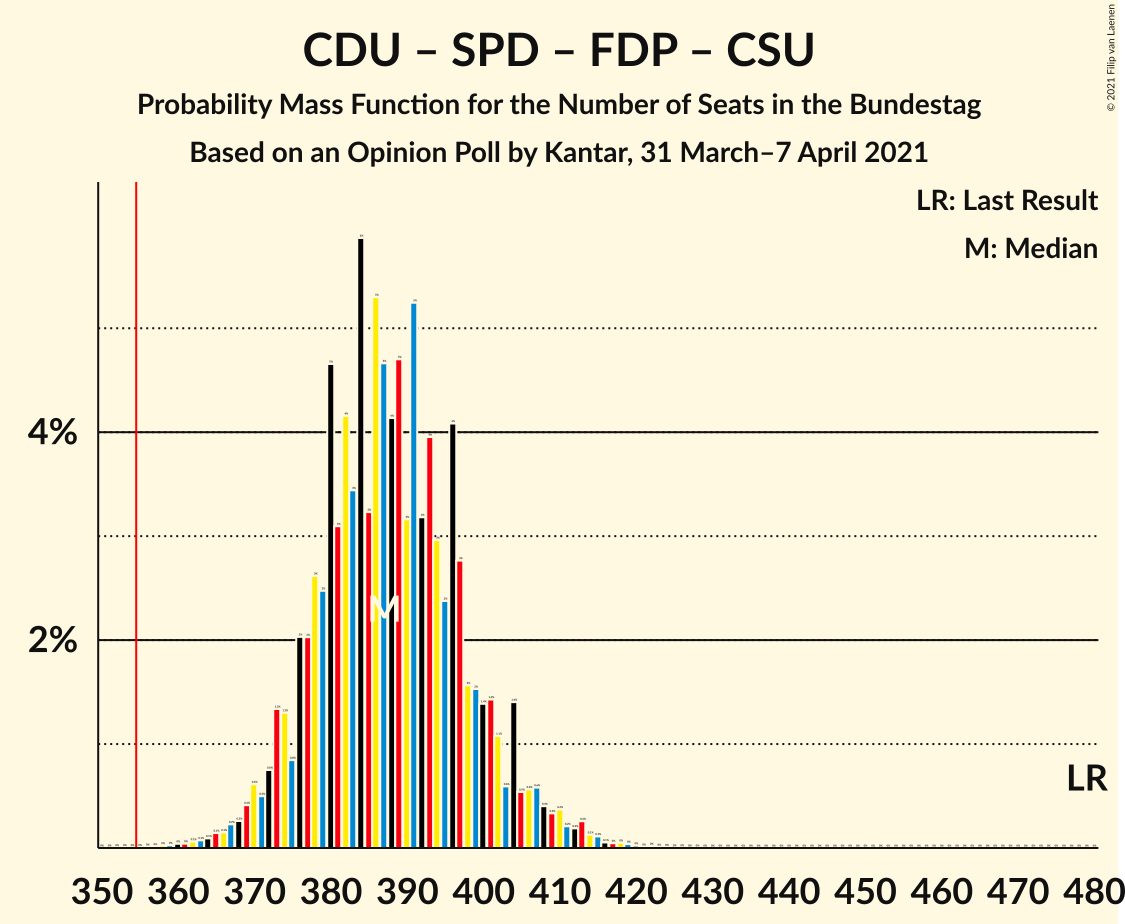 CDU – SPD – FDP – CSU
Probability Mass Function for the Number of Seats in the Bundestag
Based on an Opinion Poll by Kantar, 31 March–7 April 2021
© 2021 Filip van Laenen
LR: Last Result
M: Median
4%
2%
M
LR
350 360 370 380 390 400 410 420 430 440 450 460 470 480